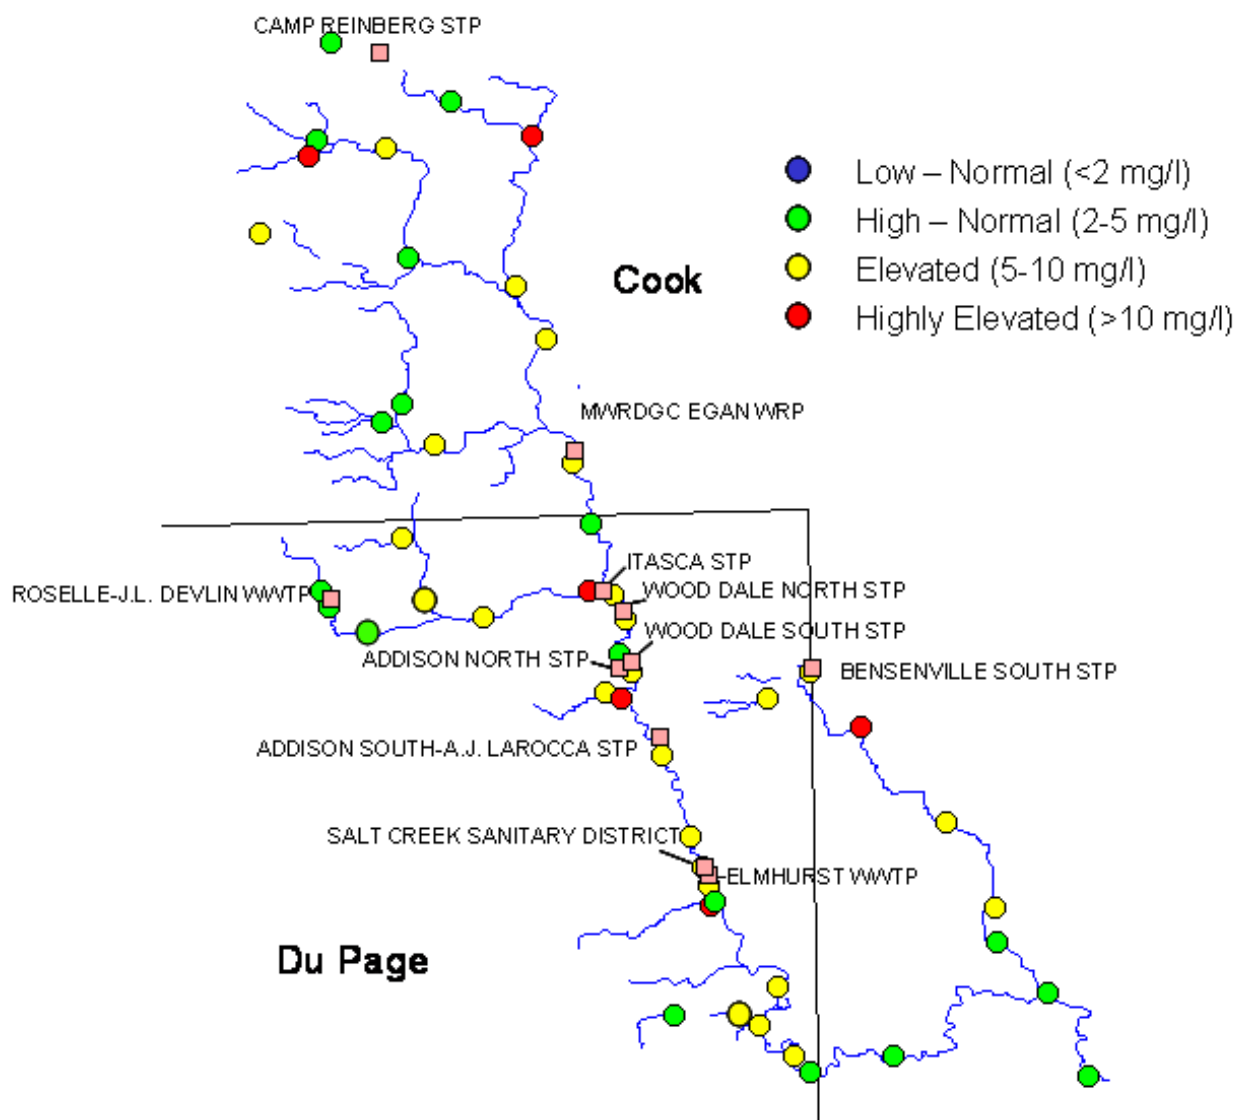 CAMP REINBERG STP
Low – Normal (<2 mg/l)
High – Normal (2-5 mg/l)
Cook
Elevated (5-10 mg/l)
Highly Elevated (>10 mg/l)
MWRDGC EGAN WRP
ITASCA STP
ROSELLE-J.L. DEVLIN WWTP
WOOD DALE NORTH STP
WOOD DALE SOUTH STP
ADDISON NORTH STP
BENSENVILLE SOUTH STP
ADDISON SOUTH-A.J. LAROCCA STP
SALT CREEK SANITARY DISTRICT
ELMHURST WWTP
Du Page